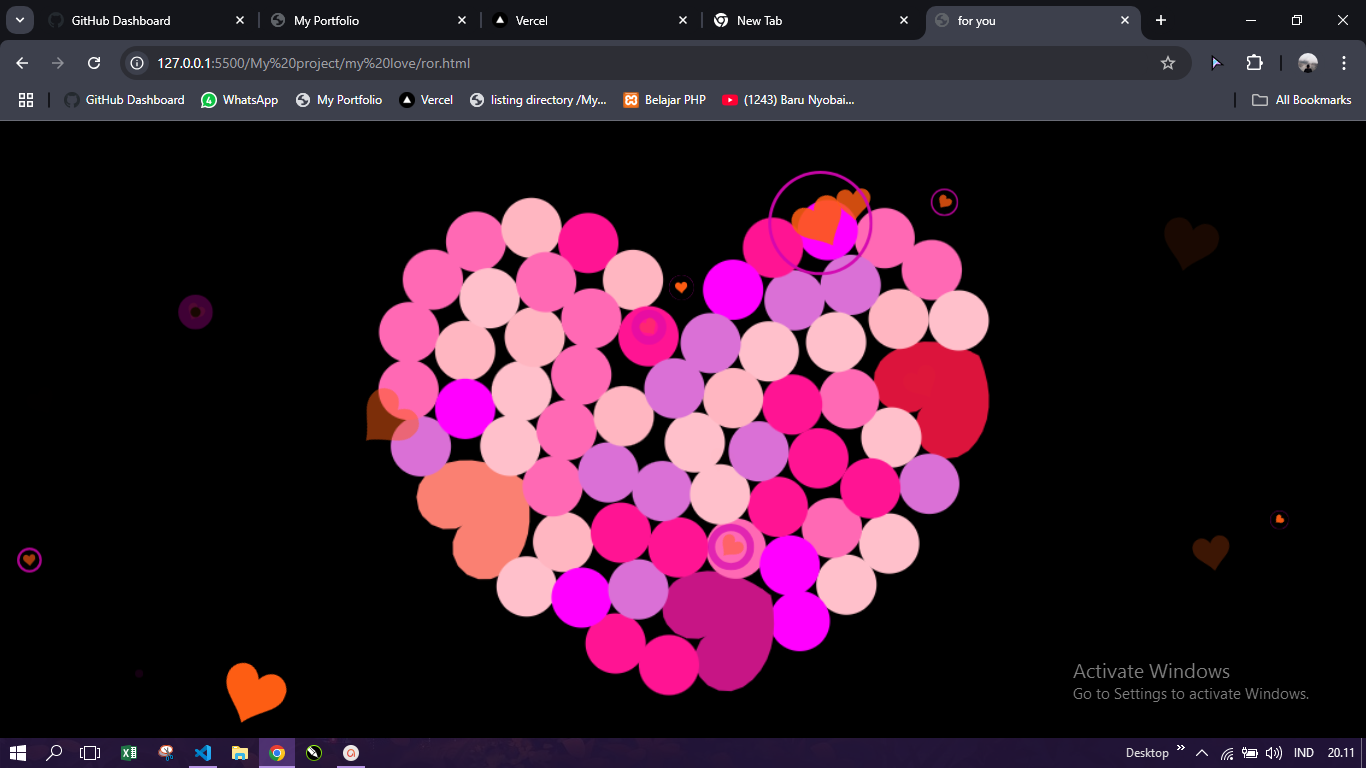 GitHub Dashboard
My Portfolio
Vercel
New Tab
for you
127.0.0.1:5500/My%20project/my%20love/ror.html
GitHub Dashboard
4
WhatsApp
My Portfolio
Vercel
listing directory /My...
Belajar PHP
(1243) Baru Nyobai...
All Bookmarks
Activate Windows
Go to Settings to activate Windows.
Desktop
IND
20.11